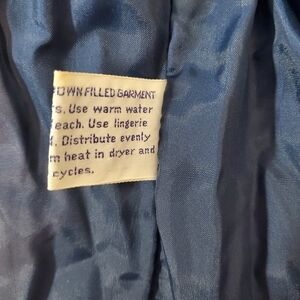 OWN FILLED GARMENT
s. Use warm water
each. Use lingerie
. Distribute evenly
m heat in dryer and
cycles.